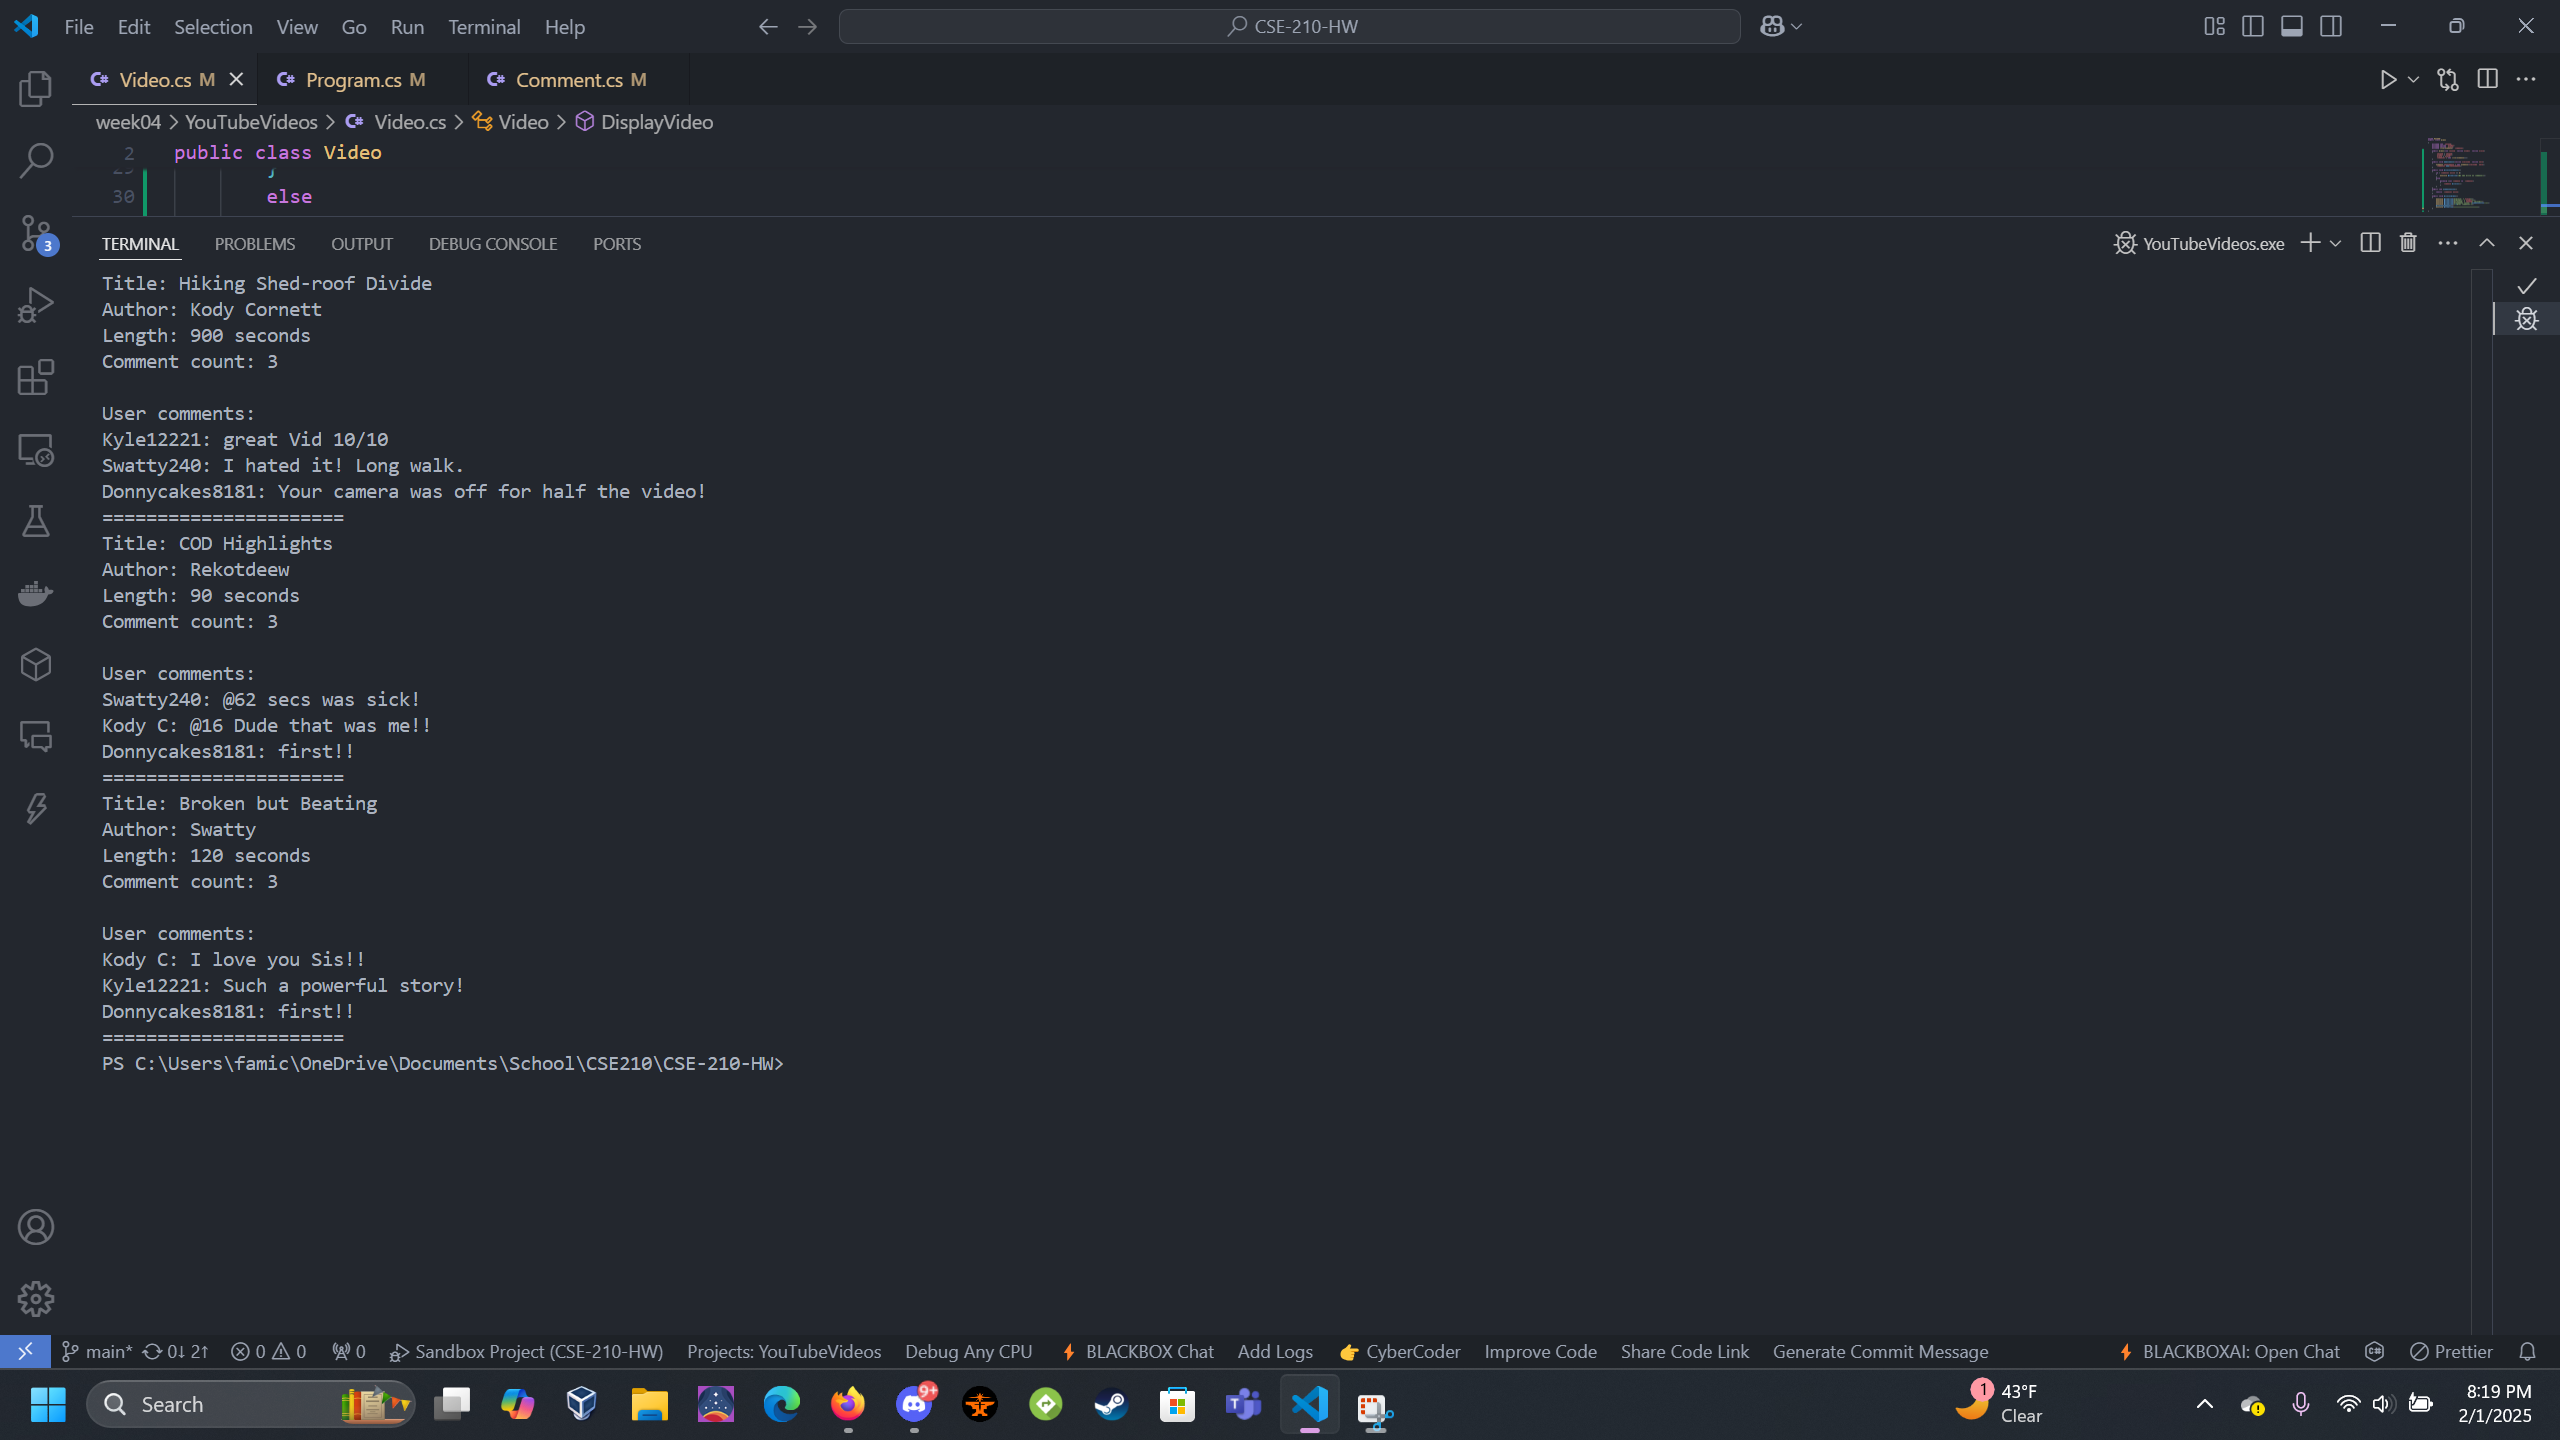 File Edit Selection View Go Run Terminal Help CSE-210-HW
Video.cs M Program.cs M Comment.cs M
week04 > YouTubeVideos > Video.cs > Video > DisplayVideo
2 public class Video
29 }
30 else
TERMINAL PROBLEMS OUTPUT DEBUG CONSOLE PORTS YouTubeVideos.exe
Title: Hiking Shed-roof Divide
Author: Kody Cornett
Length: 900 seconds
Comment count: 3
User comments:
Kyle12221: great Vid 10/10
Swatty240: I hated it! Long walk.
Donnycakes8181: Your camera was off for half the video!
======================
Title: COD Highlights
Author: Rekotdeew
Length: 90 seconds
Comment count: 3
User comments:
Swatty240: @62 secs was sick!
Kody C: @16 Dude that was me!!
Donnycakes8181: first!!
======================
Title: Broken but Beating
Author: Swatty
Length: 120 seconds
Comment count: 3
User comments:
Kody C: I love you Sis!!
Kyle12221: Such a powerful story!
Donnycakes8181: first!!
======================
PS C:\Users\famic\OneDrive\Documents\School\CSE210\CSE-210-HW>
3
main* 0↓ 2↑ 0 0 0 Sandbox Project (CSE-210-HW) Projects: YouTubeVideos Debug Any CPU BLACKBOX Chat Add Logs CyberCoder Improve Code Share Code Link Generate Commit Message BLACKBOXAI: Open Chat Prettier
Search 9+ 1 43°F 8:19 PM
Clear 2/1/2025